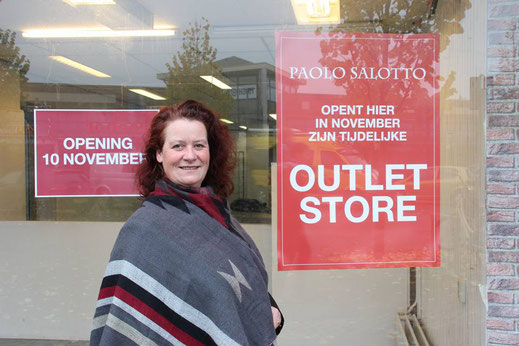 OPENING
10 NOVEMBER
PAOLO SALOTTO
OPENT HIER
IN NOVEMBER
ZIJN TIJDELIJKE
OUTLET
STORE